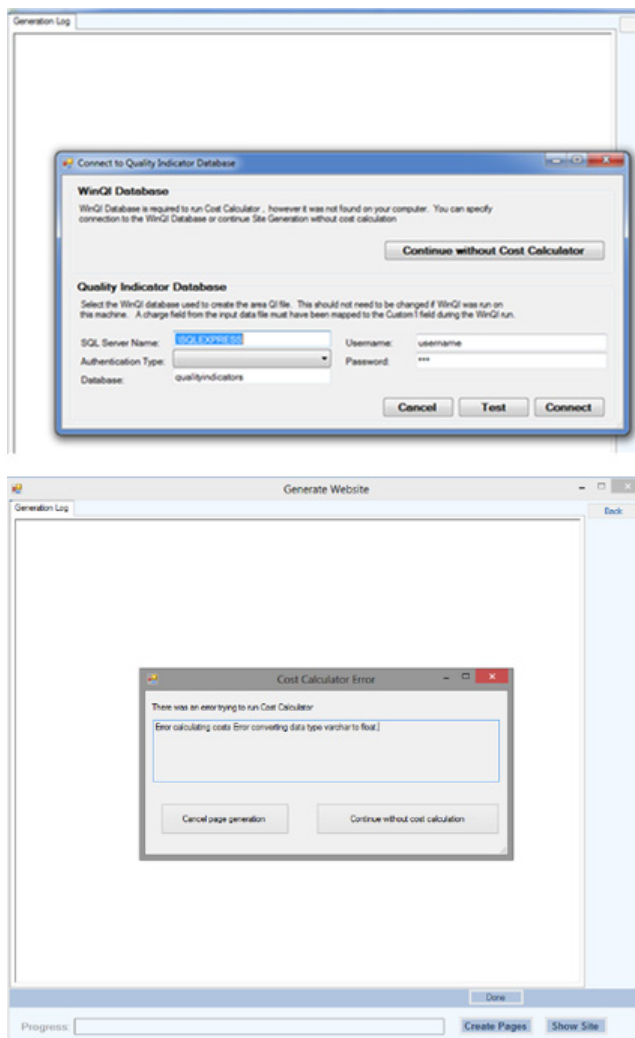 Generation Log
Connect to Quality Indicator Database
WinQI Database
WinQI Database is required to run Cost Calculator , however it was not found on your computer. You can specify
connection to the WinQI Database or continue Site Generation without cost calculation
Continue without Cost Calculator
Quality Indicator Database
Select the WinQI database used to create the area QI file. This should not need to be changed if WinQI was run on
this machine. A charge field from the input data file must have been mapped to the Custom1 field during the WinQI run.
SQL Server Name: .\SQLEXPRESS Username: username
Authentication Type: Password: ***
Database: qualityindicators
Cancel Test Connect
Generate Website
Generation Log
Back
Cost Calculator Error
There was an error trying to run Cost Calculator
Error calculating costs Error converting data type varchar to float.
Cancel page generation Continue without cost calculation
Done
Progress: Create Pages Show Site